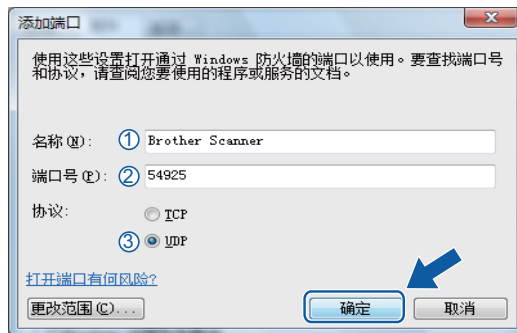 添加端口
使用这些设置打开通过 Windows 防火墙的端口以使用。要查找端口号
和协议，请查阅您要使用的程序或服务的文档。
名称(N): ① Brother Scanner
端口号(P): ② 54925
协议: TCP
③ UDP
打开端口有何风险?
更改范围(C)... 确定 取消